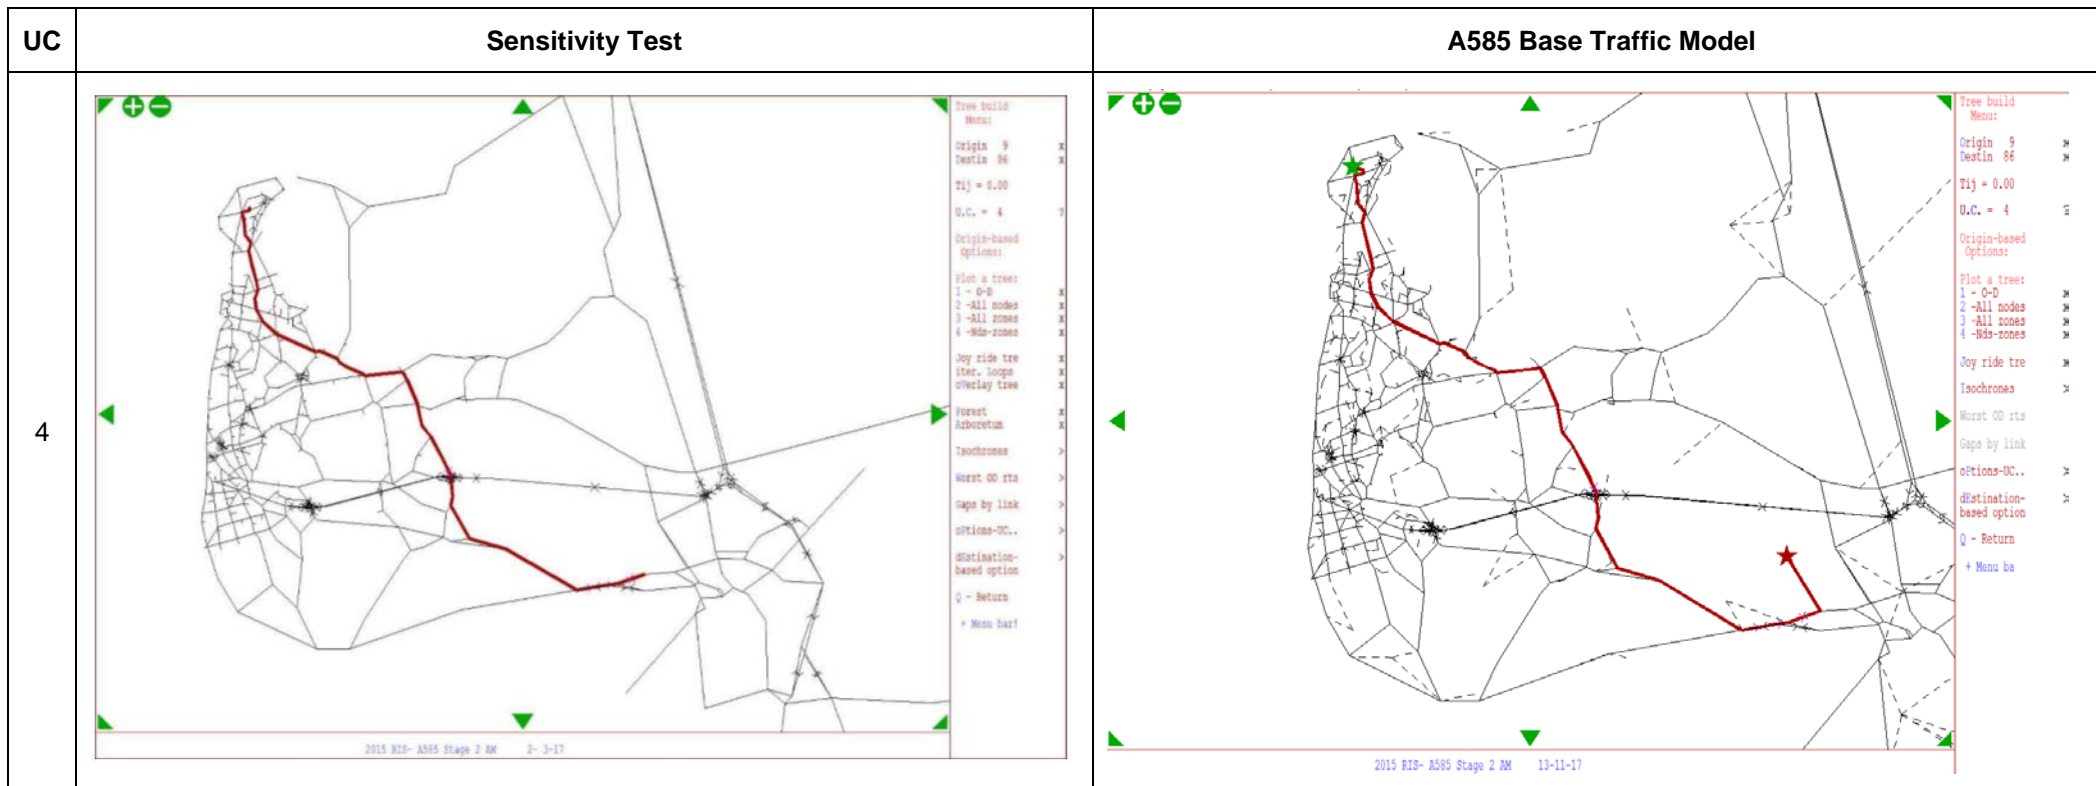 UC
Sensitivity Test
A585 Base Traffic Model
4
Tree build
Menu:
Origin 9 x
Destin 86 x
Tij = 0.00
U.C. = 4 ?
Origin-based
Options:
Plot a tree:
1 - O-D x
2 -All nodes x
3 -All zones x
4 -Nds-zones x
Joy ride tre x
iter. Loops x
oVerlay tree x
Forest x
Arboretum x
Isochrones >
Worst OD rts >
Gaps by link >
oPtions-UC.. >
dEstination- >
based option
Q - Return
+ Menu bar!
2015 RIS- A585 Stage 2 AM 2- 3-17
Tree build
Menu:
Origin 9
Destin 86
Tij = 0.00
U.C. = 4
Origin-based
Options:
Plot a tree:
1 - O-D
2 -All nodes
3 -All zones
4 -Nds-zones
Joy ride tre
Isochrones
Worst OD rts
Gaps by link
oPtions-UC..
dEstination-
based option
Q - Return
+ Menu ba
2015 RIS- A585 Stage 2 AM 13-11-17